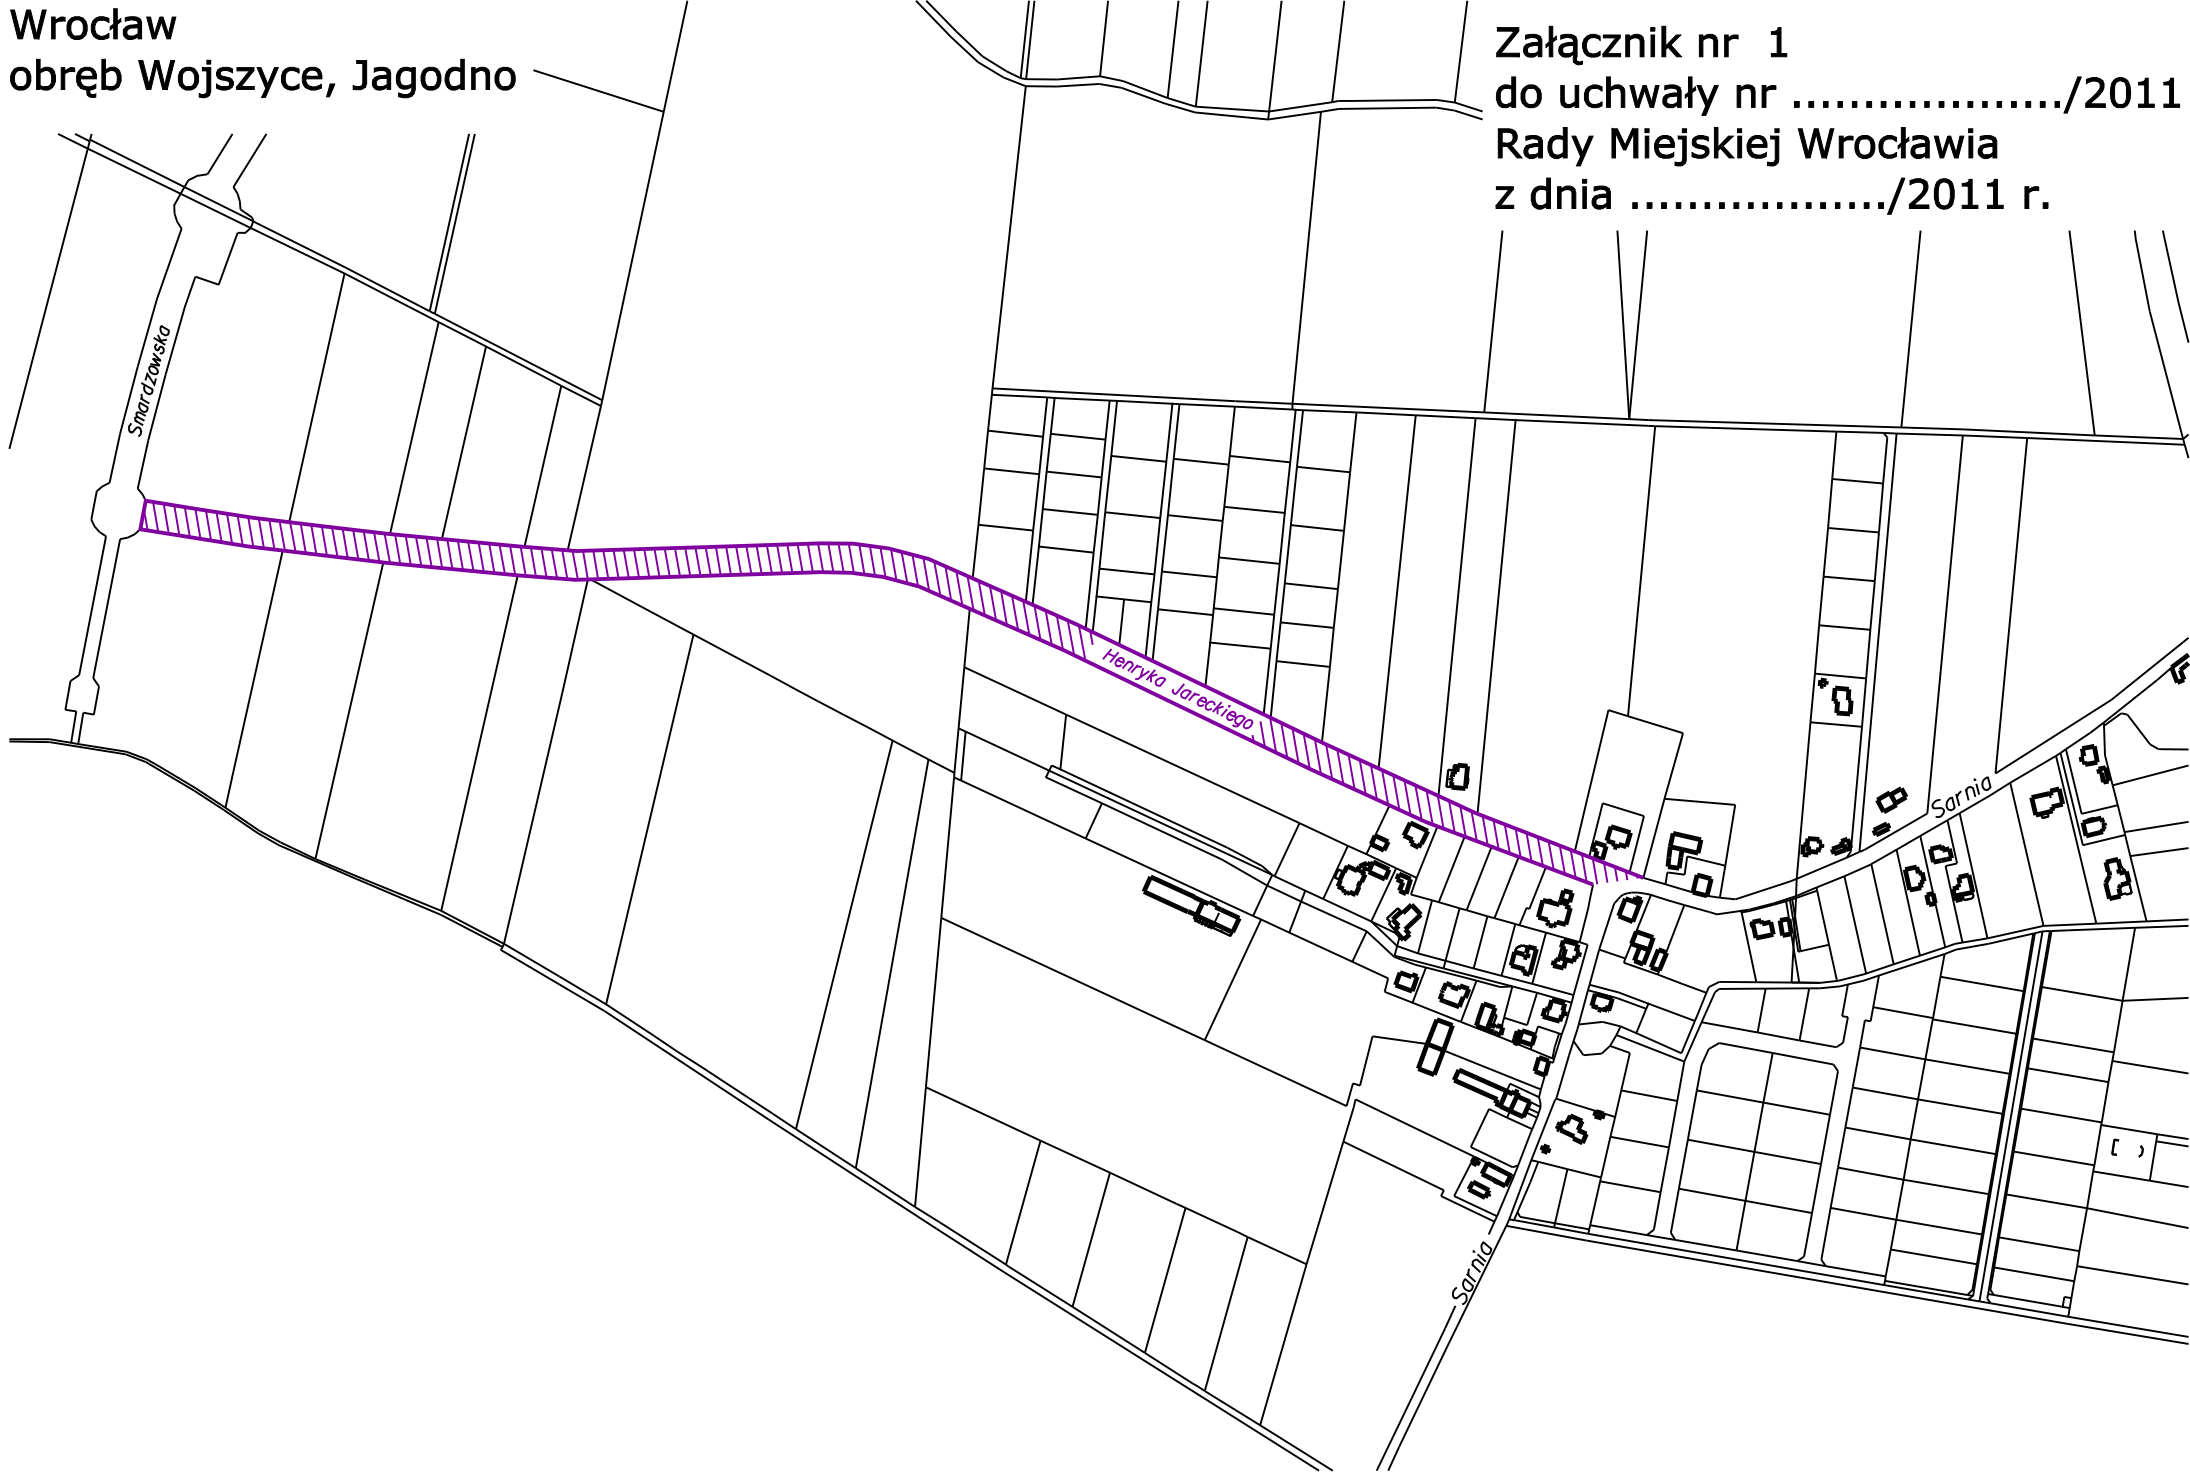 Wrocław
obręb Wojszyce, Jagodno
Załącznik nr 1
do uchwały nr .................../2011
Rady Miejskiej Wrocławia
z dnia ................../2011 r.
Smardzowska
Henryka Jareckiego
Sarnia
Sarnia